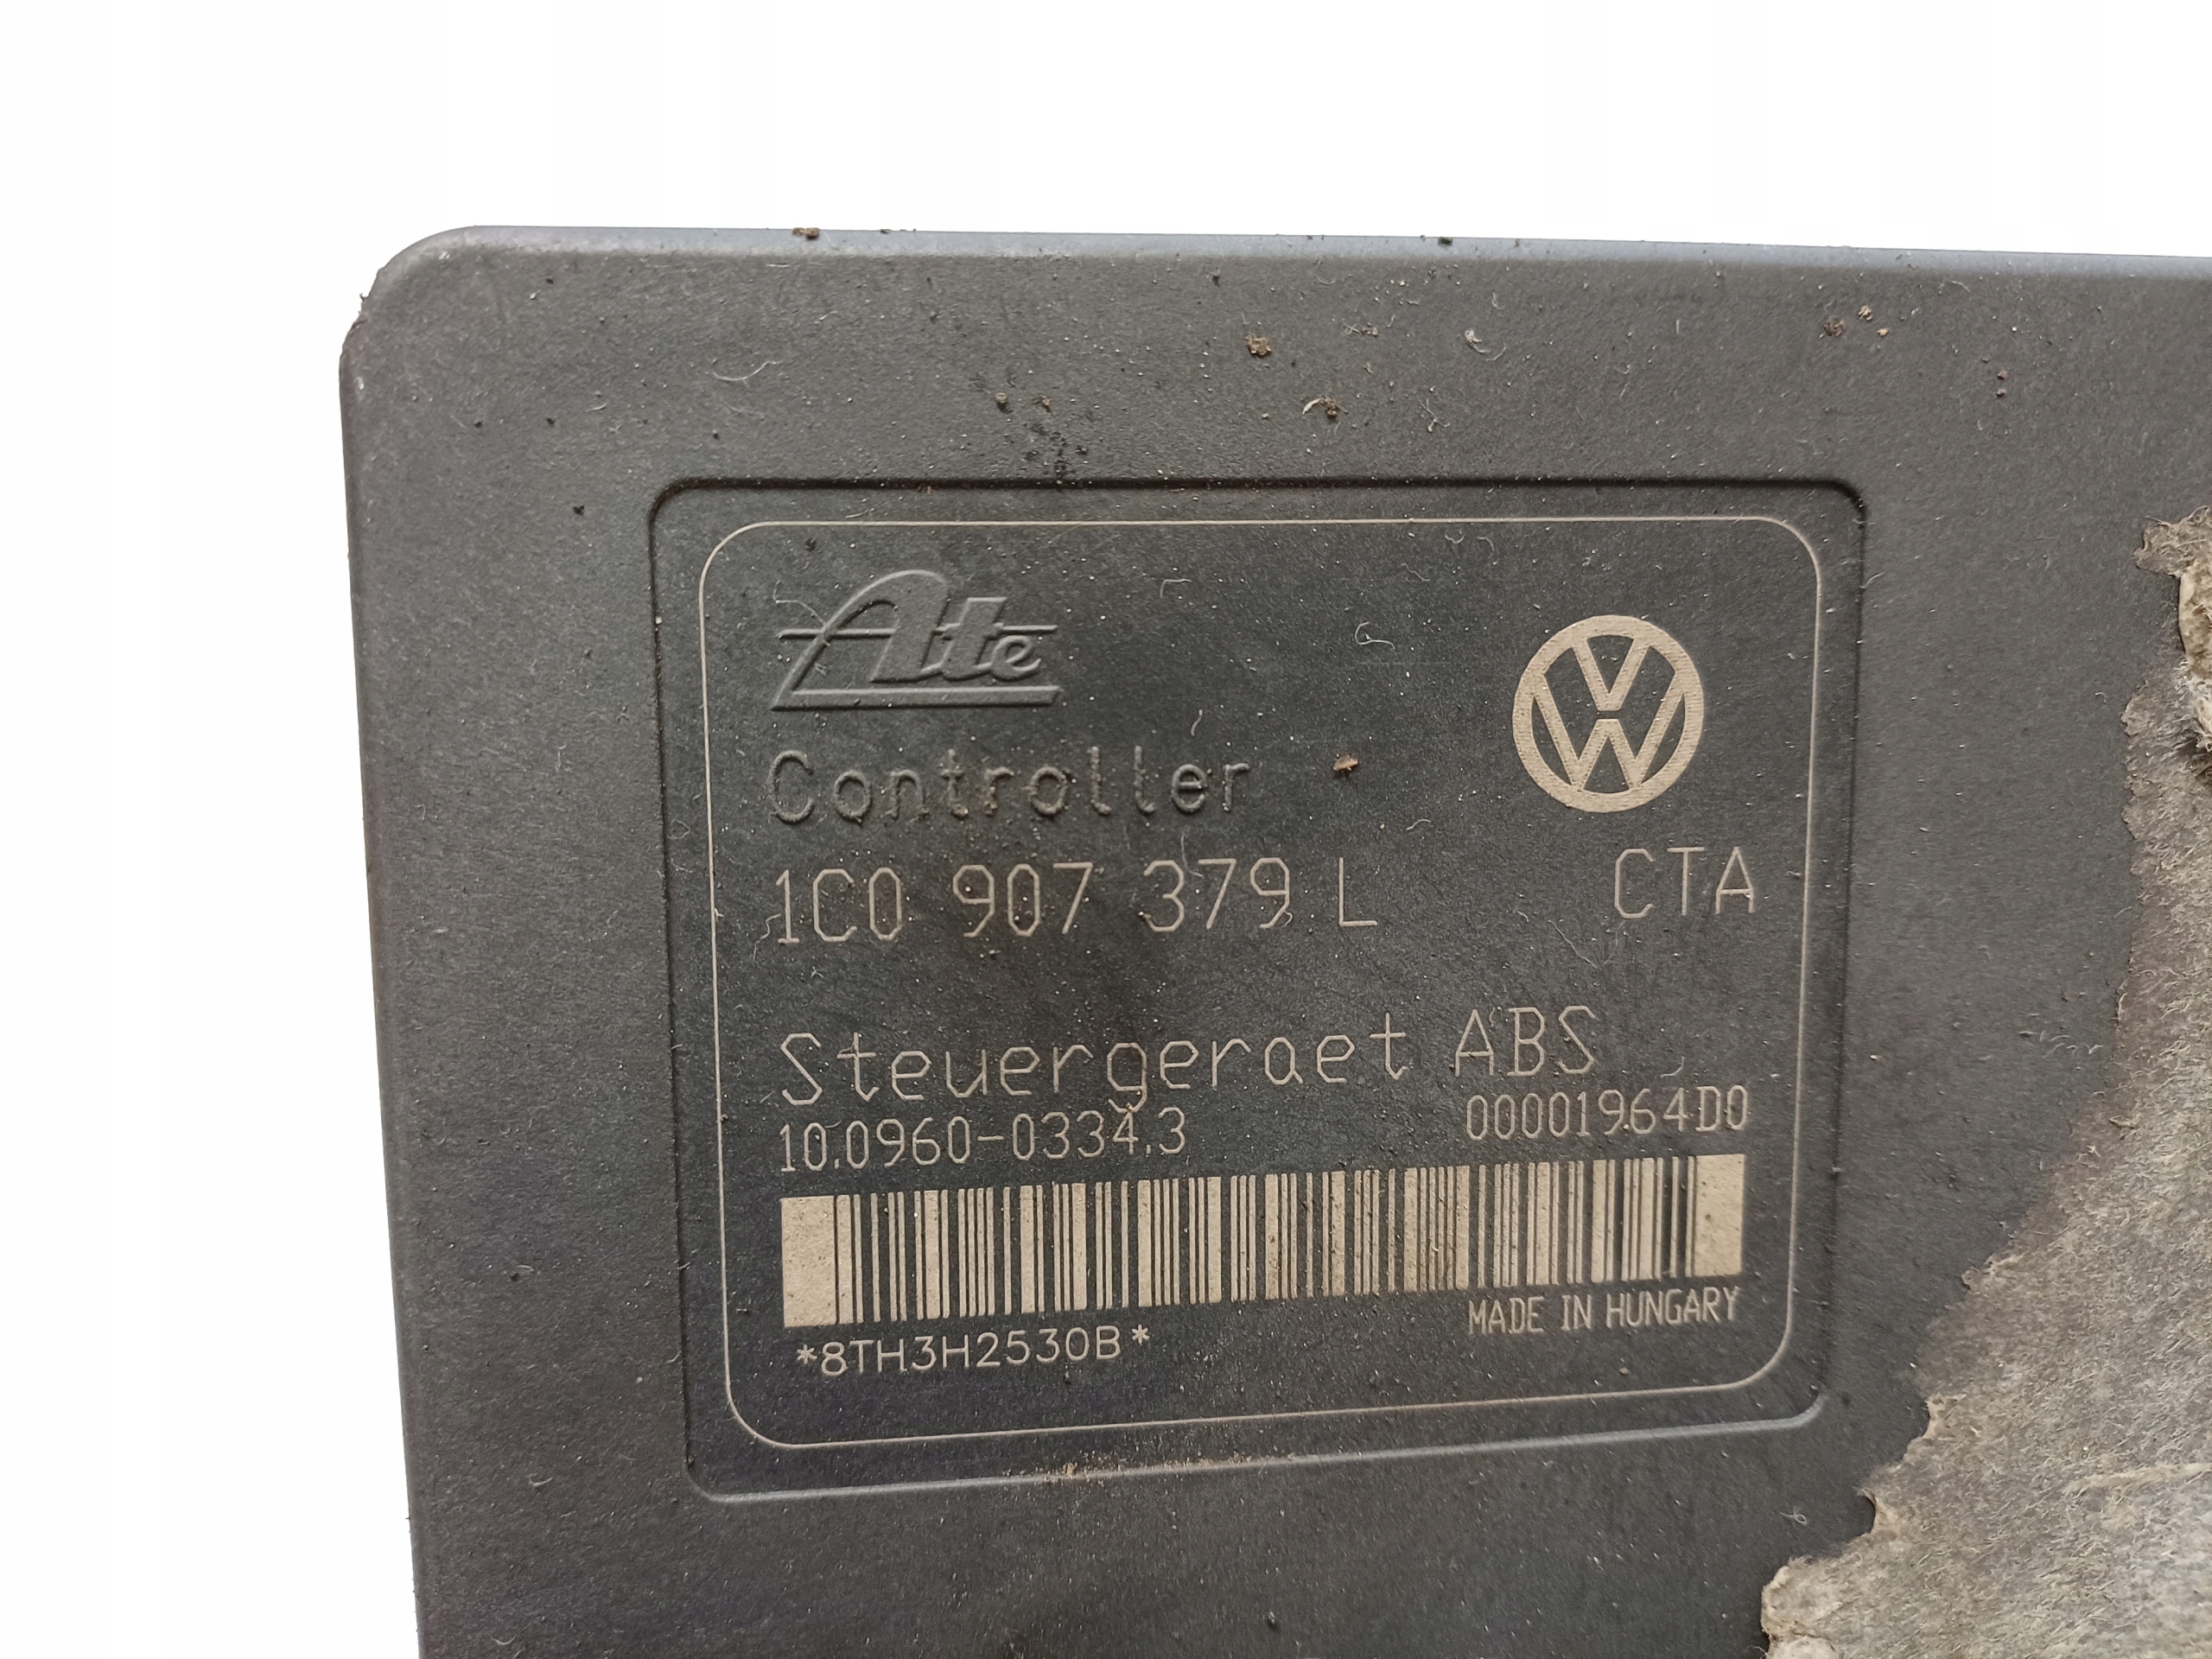 Ate
Controller
1C0 907 379 L CTA
Steuergeraet ABS
10.0960-0334.3 00001964D0
MADE IN HUNGARY
*8TH3H2530B*